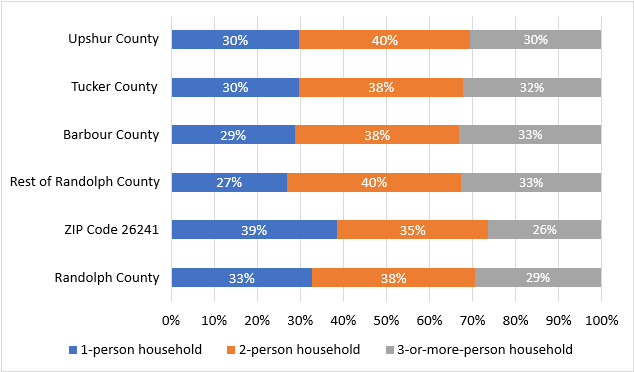 Upshur County 30% 40% 30%
Tucker County 30% 38% 32%
Barbour County 29% 38% 33%
Rest of Randolph County 27% 40% 33%
ZIP Code 26241 39% 35% 26%
Randolph County 33% 38% 29%
0% 10% 20% 30% 40% 50% 60% 70% 80% 90% 100%
1-person household 2-person household 3-or-more-person household